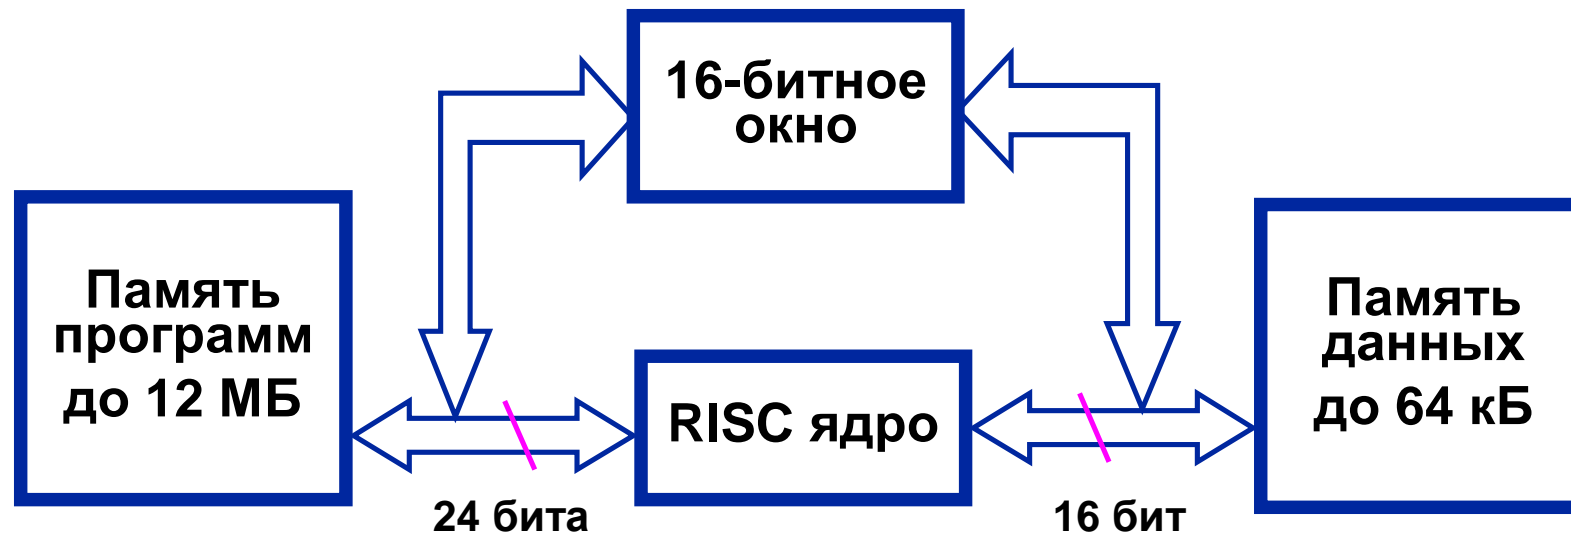 16-битное
окно
Память
программ
до 12 МБ
RISC ядро
Память
данных
до 64 кБ
24 бита
16 бит